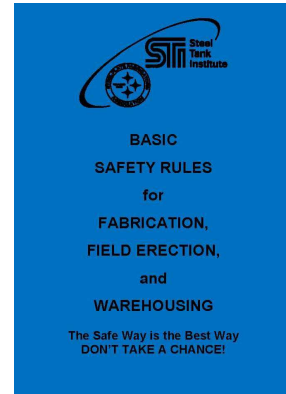 STI
Steel
Tank
Institute
BASIC
SAFETY RULES
for
FABRICATION,
FIELD ERECTION,
and
WAREHOUSING
The Safe Way is the Best Way
DON'T TAKE A CHANCE!